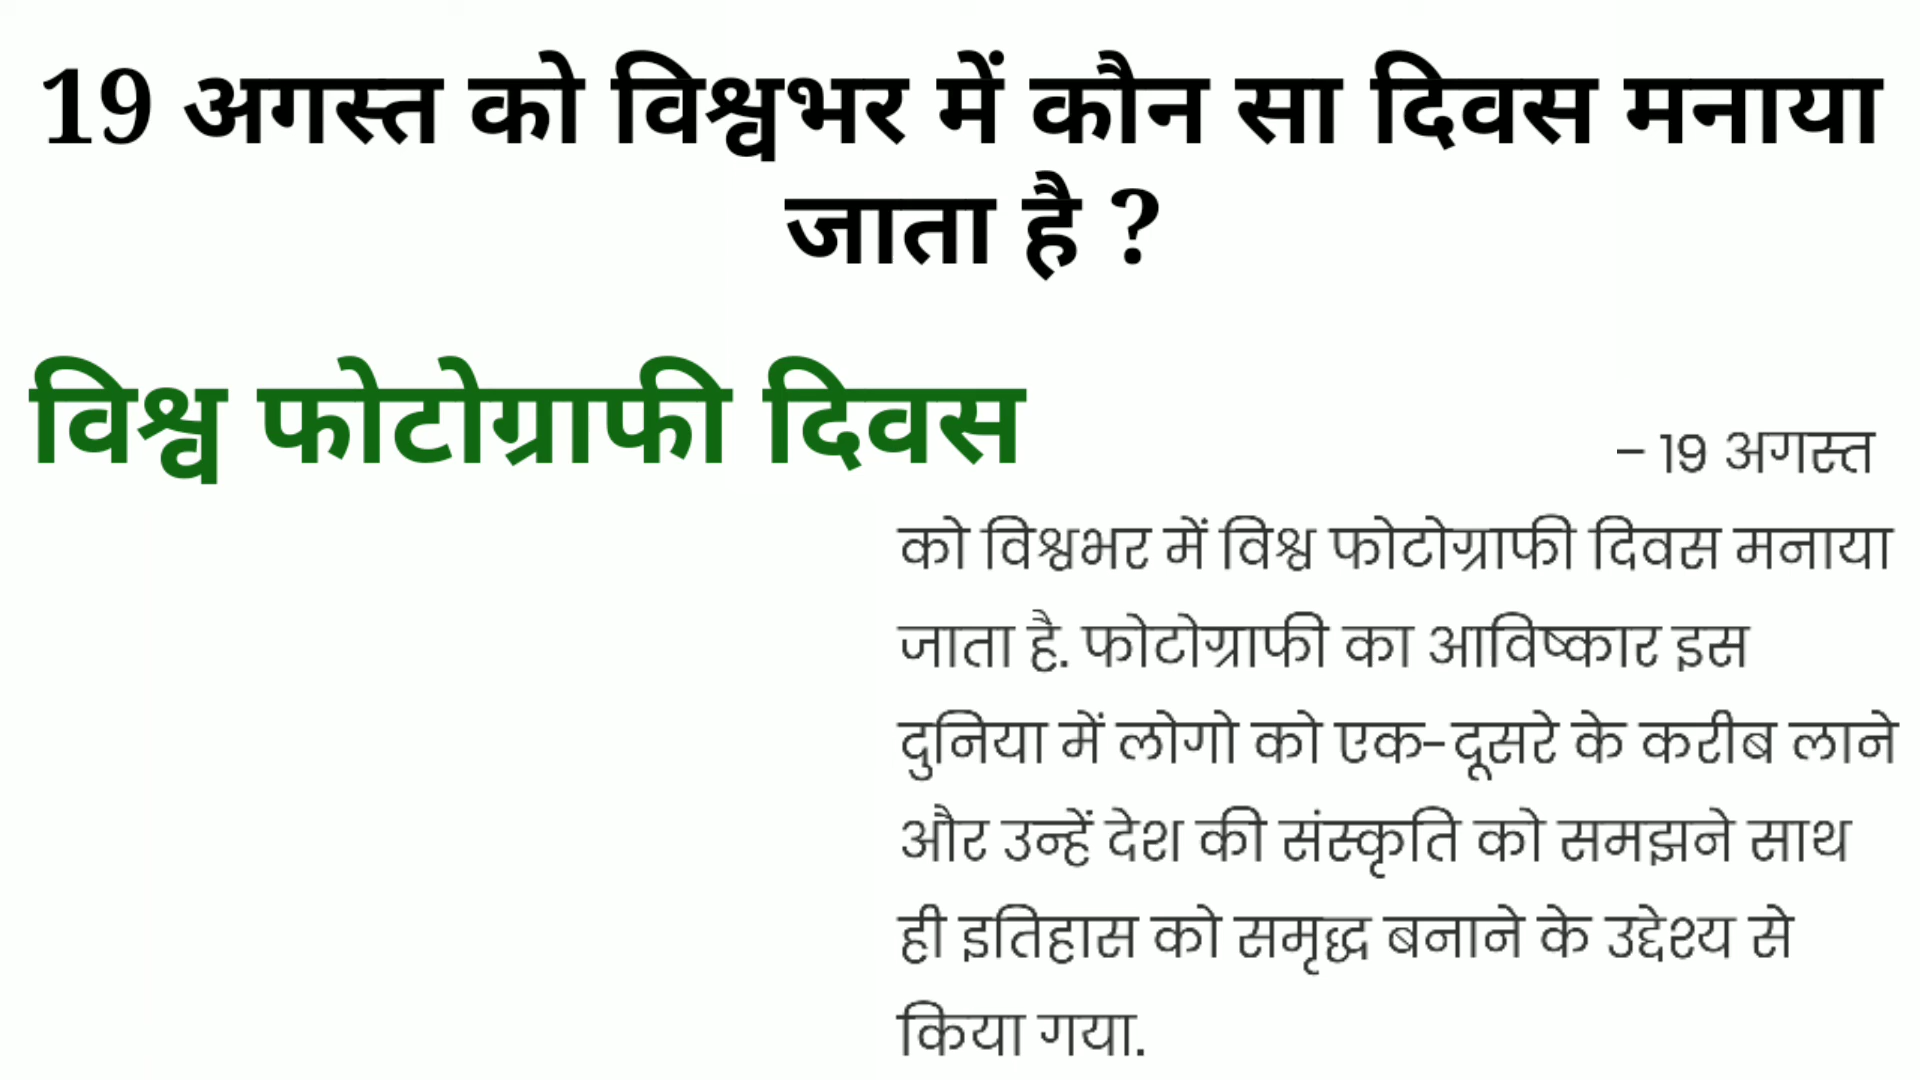 19 अगस्त को विश्वभर में कौन सा दिवस मनाया
जाता है ?
विश्व फोटोग्राफी दिवस
– 19 अगस्त
को विश्वभर में विश्व फोटोग्राफी दिवस मनाया
जाता है. फोटोग्राफी का आविष्कार इस
दुनिया में लोगो को एक-दूसरे के करीब लाने
और उन्हें देश की संस्कृति को समझने साथ
ही इतिहास को समृद्ध बनाने के उद्देश्य से
किया गया.